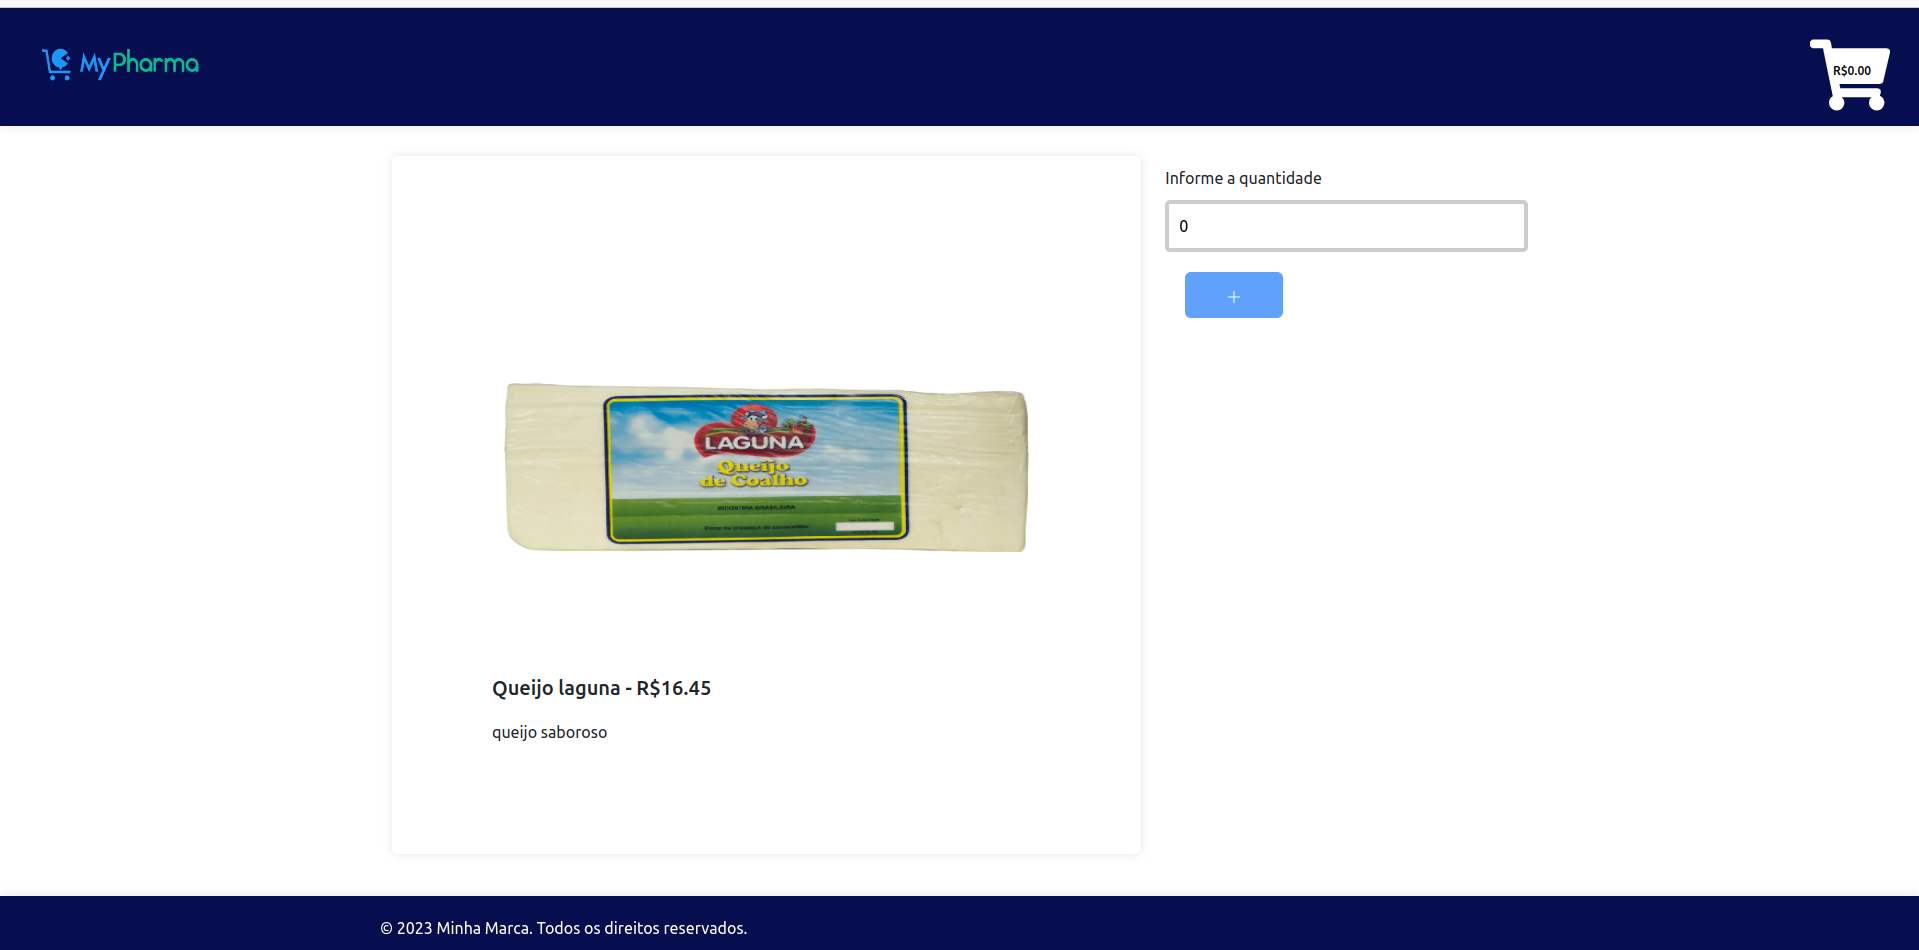 MyPharma
R$0.00
Informe a quantidade
0
+
LAGUNA
Queijo
de Coalho
INDÚSTRIA BRASILEIRA
Queijo laguna - R$16.45
queijo saboroso
© 2023 Minha Marca. Todos os direitos reservados.